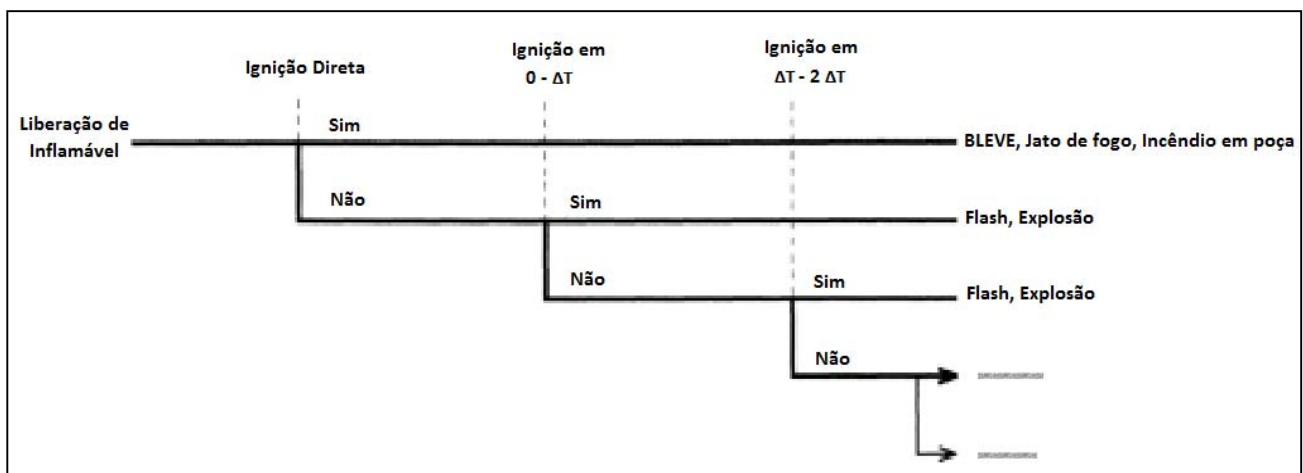 Ignição Direta
Ignição em
0 - ΔT
Ignição em
ΔT - 2 ΔT
Liberação de
Inflamável
Sim
BLEVE, Jato de fogo, Incêndio em poça
Não
Sim
Flash, Explosão
Não
Sim
Flash, Explosão
Não